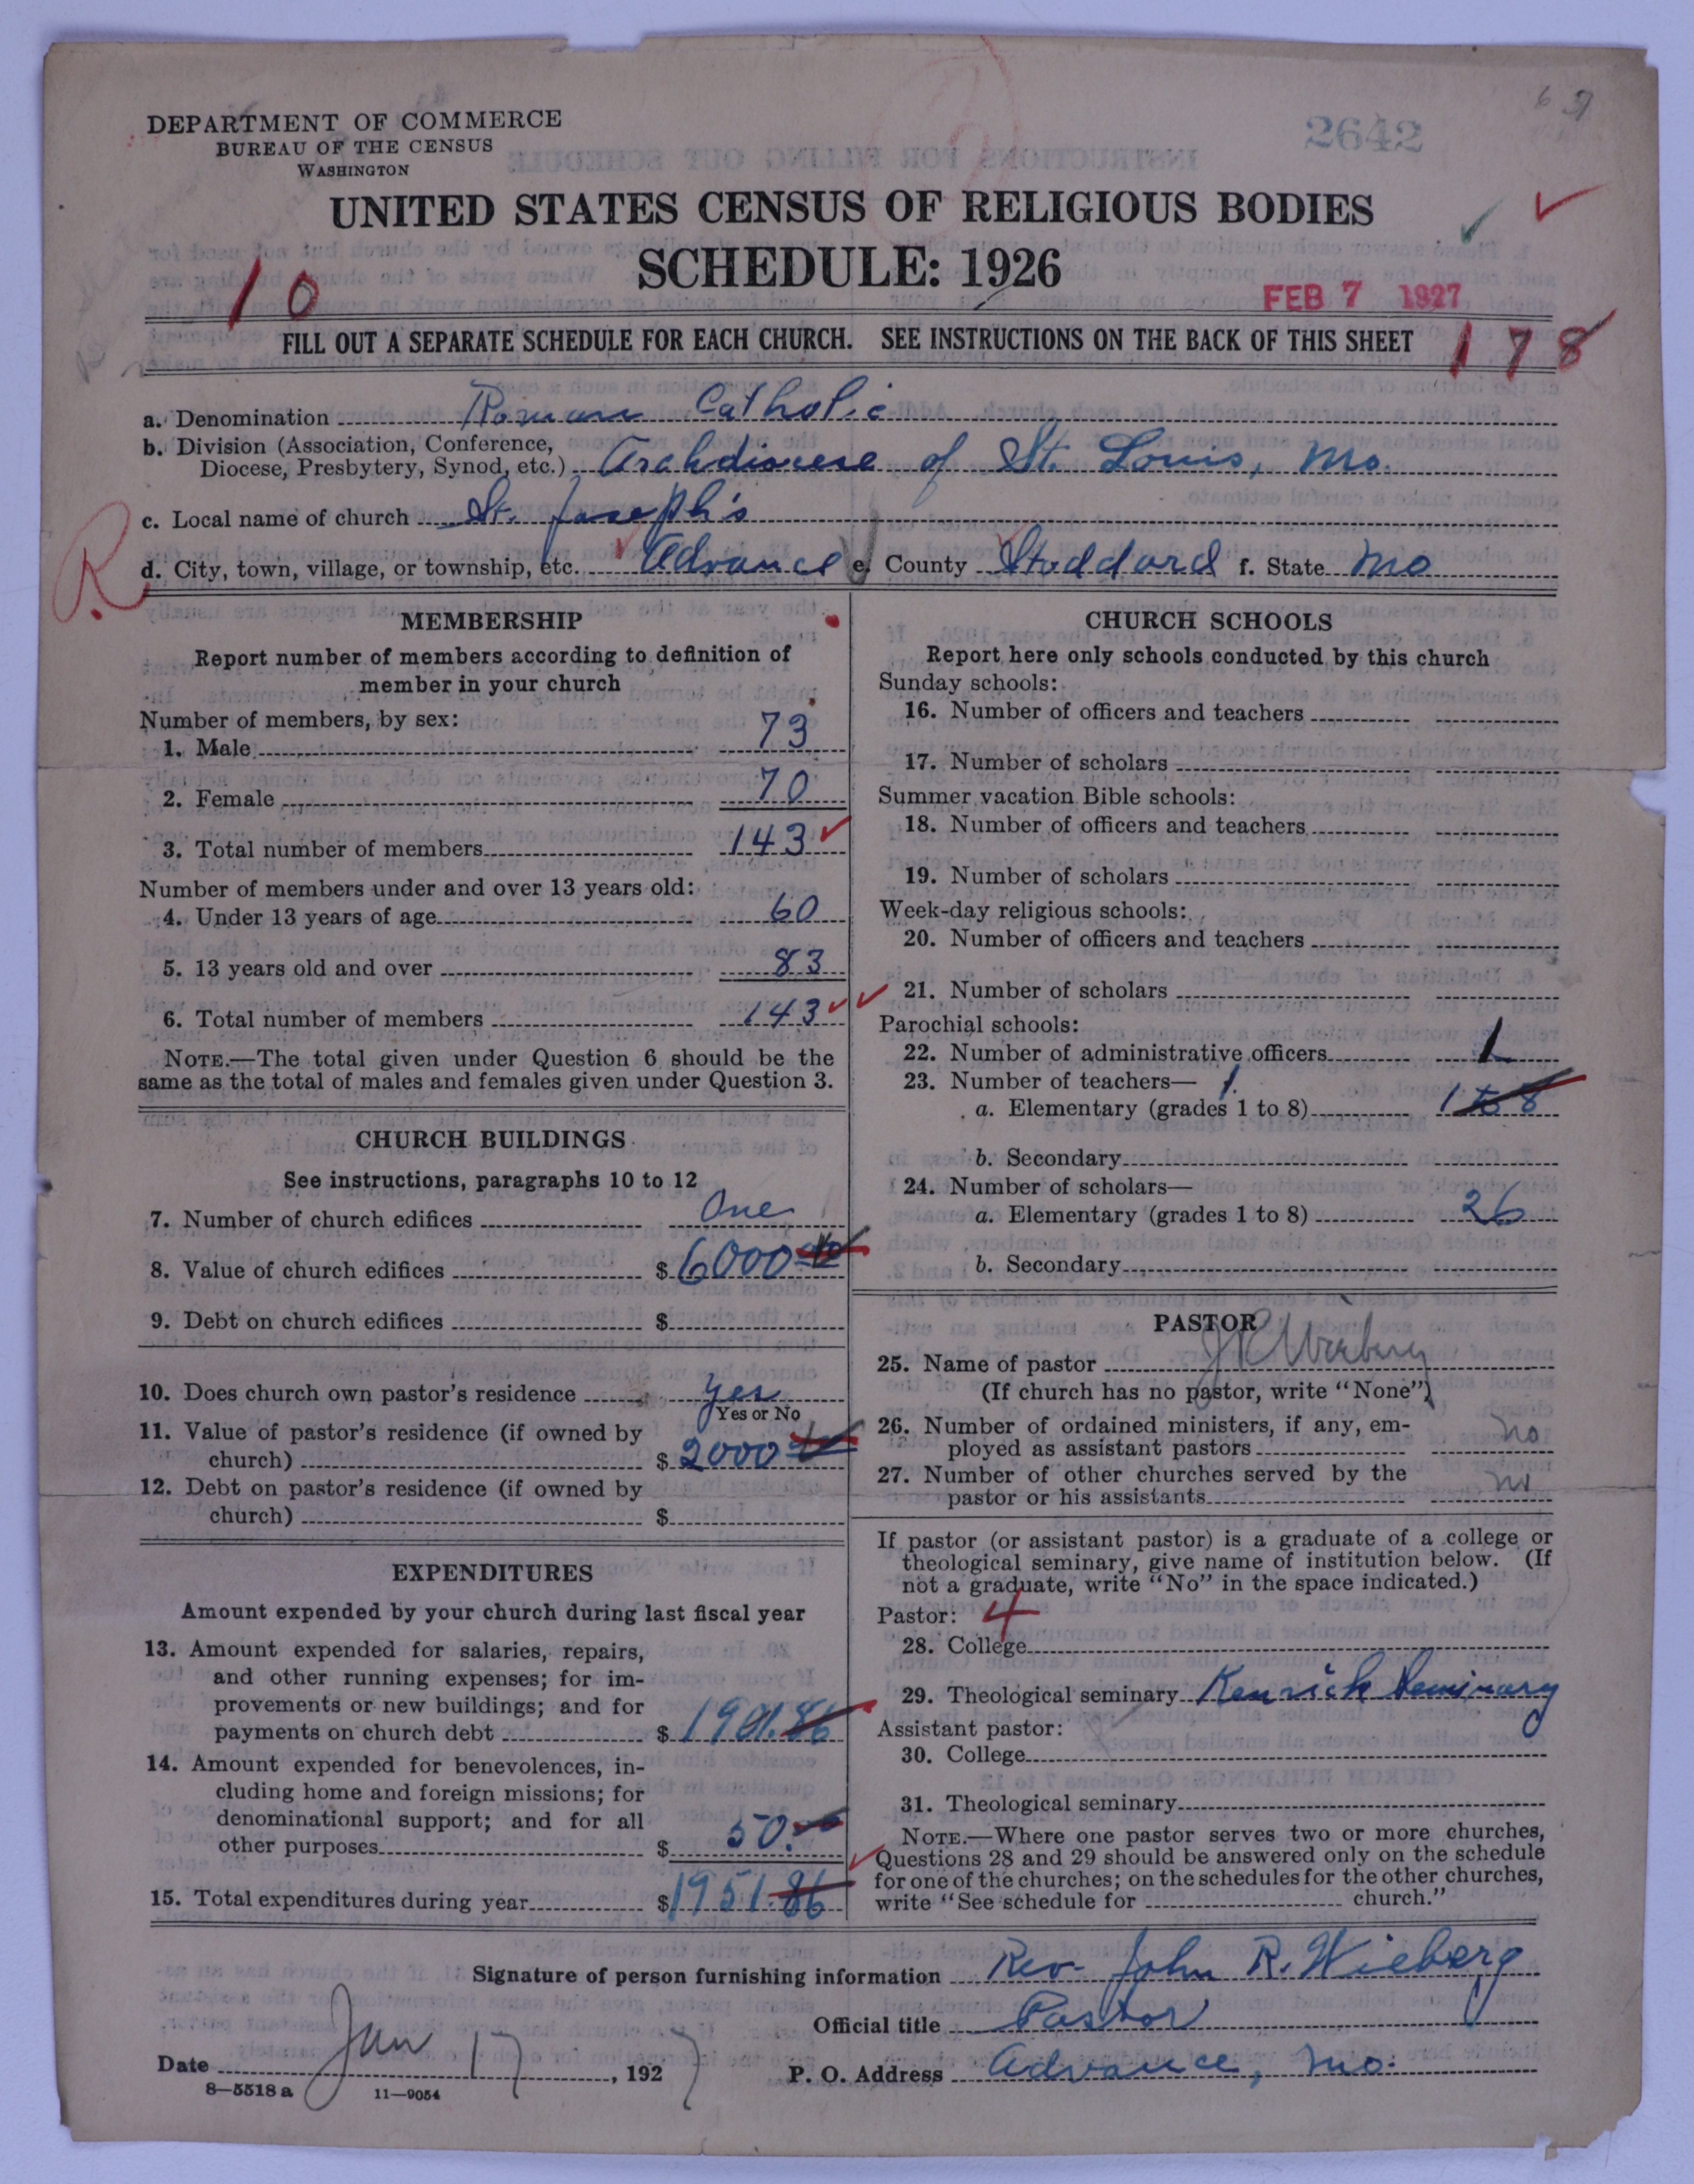 DEPARTMENT OF COMMERCE
BUREAU OF THE CENSUS
WASHINGTON
2642
UNITED STATES CENSUS OF RELIGIOUS BODIES
SCHEDULE: 1926
10
FEB 7 1927
FILL OUT A SEPARATE SCHEDULE FOR EACH CHURCH. SEE INSTRUCTIONS ON THE BACK OF THIS SHEET
178
a. Denomination Roman Catholic
b. Division (Association, Conference,
Diocese, Presbytery, Synod, etc.) Archdiocese of St. Louis, Mo.
c. Local name of church St. Joseph's
R.
d. City, town, village, or township, etc. Advance e. County Stoddard f. State Mo
MEMBERSHIP
Report number of members according to definition of
member in your church
Number of members, by sex:
1. Male 73
2. Female 70
3. Total number of members 143
Number of members under and over 13 years old:
4. Under 13 years of age 60
5. 13 years old and over 83
6. Total number of members 143
NOTE.—The total given under Question 6 should be the
same as the total of males and females given under Question 3.
CHURCH BUILDINGS
See instructions, paragraphs 10 to 12
7. Number of church edifices One
8. Value of church edifices $ 6000
9. Debt on church edifices $
10. Does church own pastor's residence yes
Yes or No
11. Value of pastor's residence (if owned by
church) $ 2000
12. Debt on pastor's residence (if owned by
church) $
EXPENDITURES
Amount expended by your church during last fiscal year
13. Amount expended for salaries, repairs,
and other running expenses; for im-
provements or new buildings; and for
payments on church debt $ 1901.86
14. Amount expended for benevolences, in-
cluding home and foreign missions; for
denominational support; and for all
other purposes $ 50.
15. Total expenditures during year $ 1951.86
CHURCH SCHOOLS
Report here only schools conducted by this church
Sunday schools:
16. Number of officers and teachers
17. Number of scholars
Summer vacation Bible schools:
18. Number of officers and teachers
19. Number of scholars
Week-day religious schools:
20. Number of officers and teachers
21. Number of scholars
Parochial schools:
22. Number of administrative officers 1
23. Number of teachers— 1.
a. Elementary (grades 1 to 8) 1 to 8
b. Secondary
24. Number of scholars—
a. Elementary (grades 1 to 8) 26
b. Secondary
PASTOR
25. Name of pastor J R Wieberg
(If church has no pastor, write "None")
26. Number of ordained ministers, if any, em-
ployed as assistant pastors no
27. Number of other churches served by the
pastor or his assistants no
If pastor (or assistant pastor) is a graduate of a college or
theological seminary, give name of institution below. (If
not a graduate, write "No" in the space indicated.)
Pastor: 4
28. College
29. Theological seminary Kenrick Seminary
Assistant pastor:
30. College
31. Theological seminary
NOTE.—Where one pastor serves two or more churches,
Questions 28 and 29 should be answered only on the schedule
for one of the churches; on the schedules for the other churches,
write "See schedule for church."
Signature of person furnishing information Rev. John R. Wieberg
Official title Pastor
Date Jan 17, 1927
P. O. Address Advance, Mo.
8—5518 a 11—9054